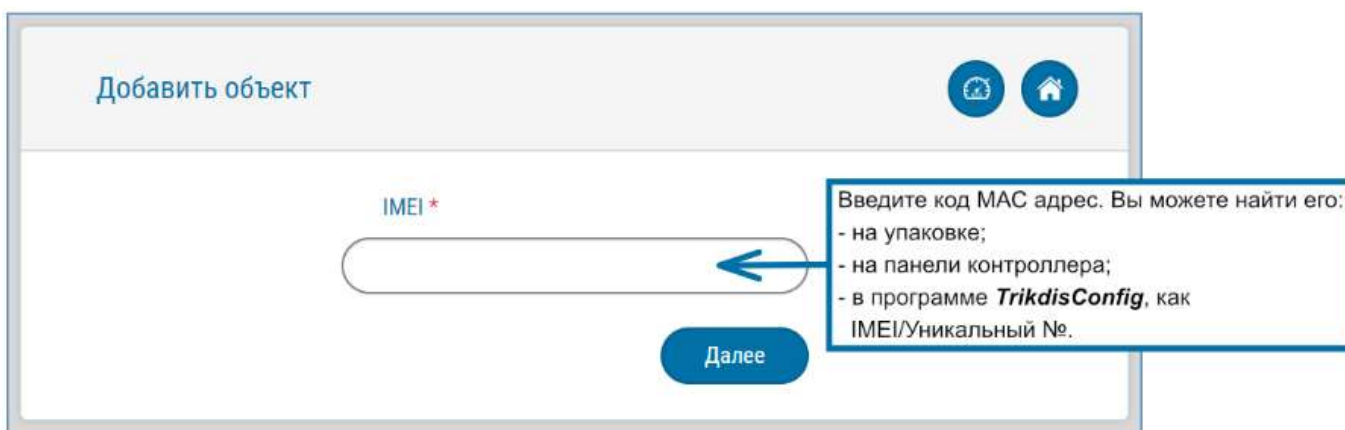 Добавить объект
IMEI *
Введите код MAC адрес. Вы можете найти его:
- на упаковке;
- на панели контроллера;
- в программе TrikdisConfig, как
IMEI/Уникальный №.
Далее